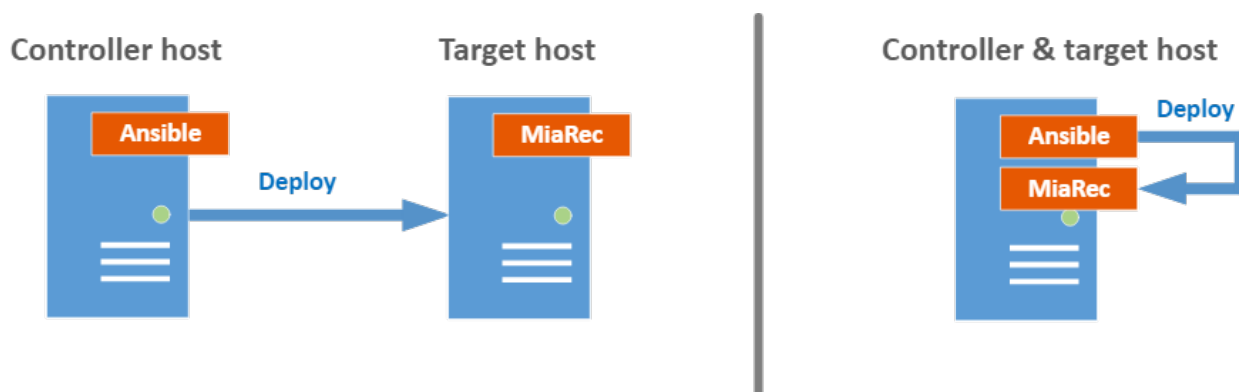 Controller host
Target host
Ansible
MiaRec
Deploy
Controller & target host
Ansible
Deploy
MiaRec